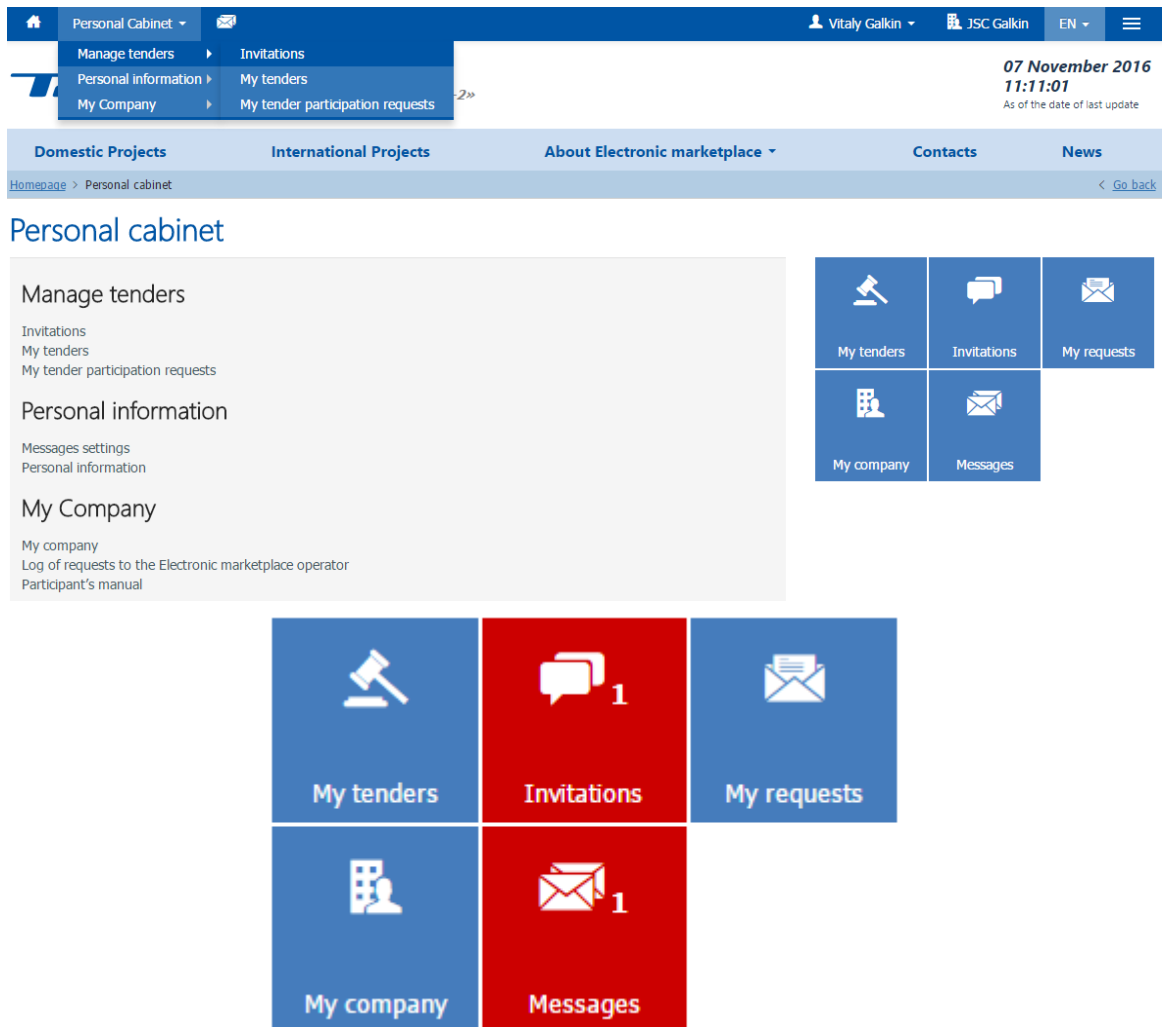 Personal Cabinet
Vitaly Galkin
JSC Galkin
EN
Manage tenders
Personal information
My Company
Invitations
My tenders
My tender participation requests
-2»
07 November 2016
11:11:01
As of the date of last update
Domestic Projects International Projects About Electronic marketplace Contacts News
Homepage > Personal cabinet < Go back
Personal cabinet
Manage tenders
Invitations
My tenders
My tender participation requests
Personal information
Messages settings
Personal information
My Company
My company
Log of requests to the Electronic marketplace operator
Participant's manual
My tenders Invitations My requests
My company Messages
1
My tenders Invitations My requests
1
My company Messages